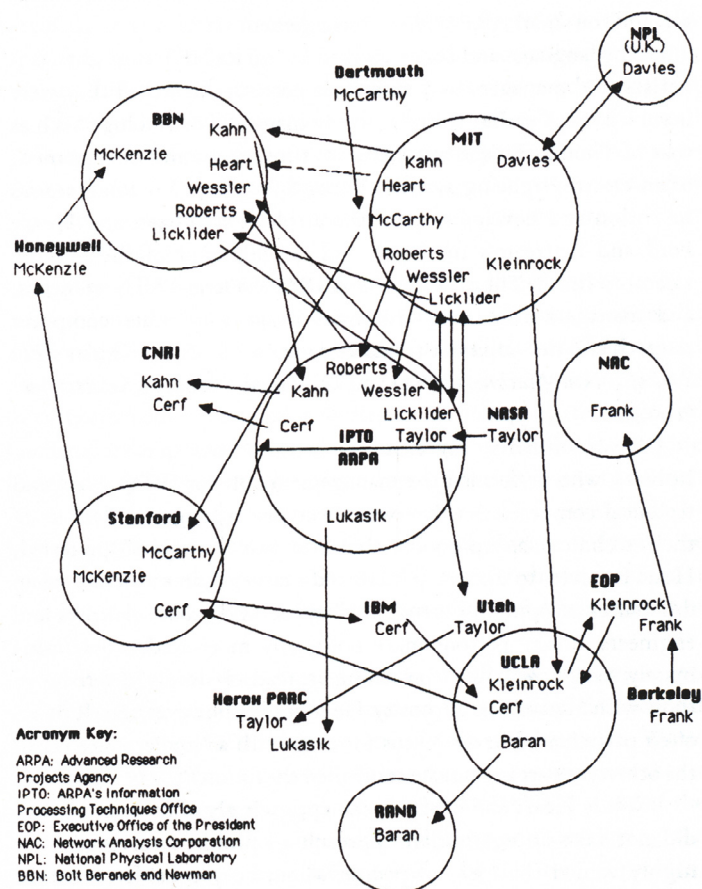 NPL
(U.K.)
Davies
Dartmouth
McCarthy
BBN
Kahn
McKenzie
Heart
Wessler
Roberts
Licklider
MIT
Kahn
Davies
Heart
McCarthy
Roberts
Kleinrock
Wessler
Licklider
Honeywell
McKenzie
CNRI
Kahn
Cerf
Roberts
Kahn
Wessler
Licklider
Cerf
IPTO
Taylor
ARPA
Lukasik
NASA
Taylor
NAC
Frank
Stanford
McCarthy
McKenzie
Cerf
IBM
Cerf
Utah
Taylor
EOP
Kleinrock
Frank
UCLA
Kleinrock
Cerf
Baran
Berkeley
Frank
Xerox PARC
Taylor
Lukasik
RAND
Baran
Acronym Key:
ARPA: Advanced Research
Projects Agency
IPTO: ARPA's Information
Processing Techniques Office
EOP: Executive Office of the President
NAC: Network Analysis Corporation
NPL: National Physical Laboratory
BBN: Bolt Beranek and Newman